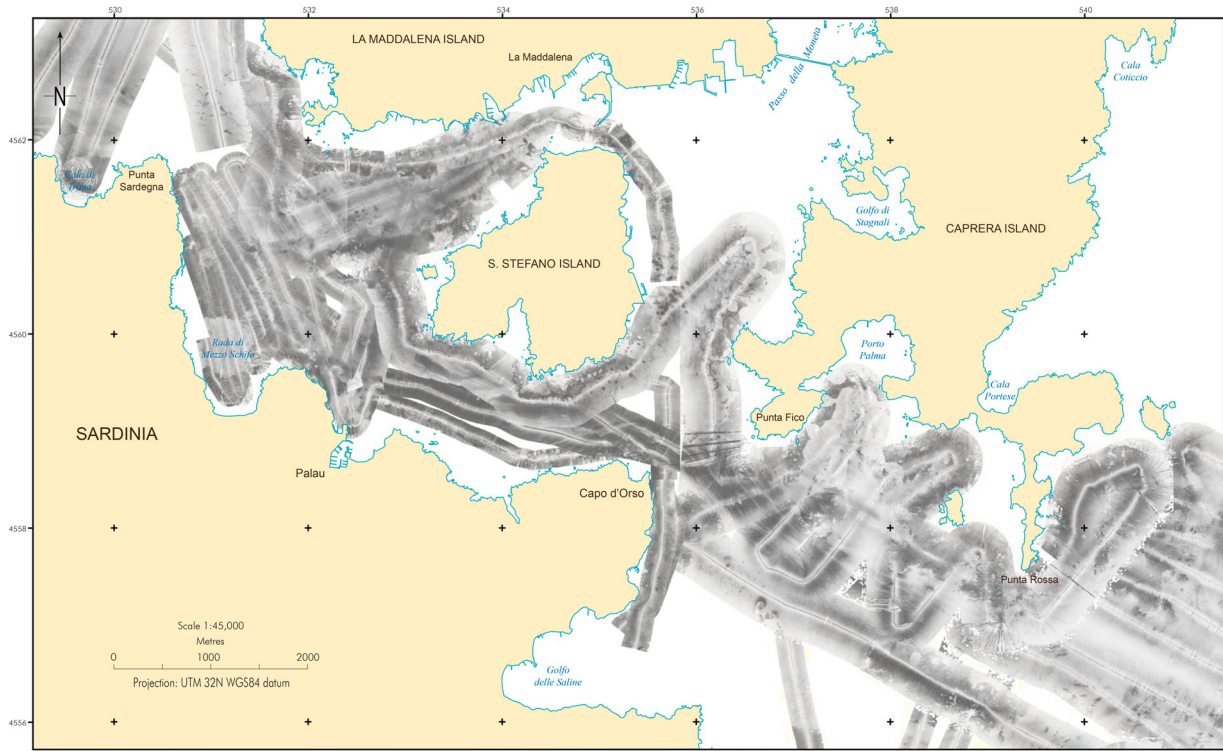 530
532
534
536
538
540
LA MADDALENA ISLAND
La Maddalena
Passo della Moneta
Cala
Coticcio
N
4562
Cala di
Trana
Punta
Sardegna
Golfo di
Stagnali
CAPRERA ISLAND
S. STEFANO ISLAND
4560
Rada di
Mezzo Schifo
Porto
Palma
Cala
Portese
Punta Fico
SARDINIA
Palau
Capo d'Orso
4558
Punta Rossa
Scale 1:45,000
Metres
0
1000
2000
Projection: UTM 32N WGS84 datum
Golfo
delle Saline
4556